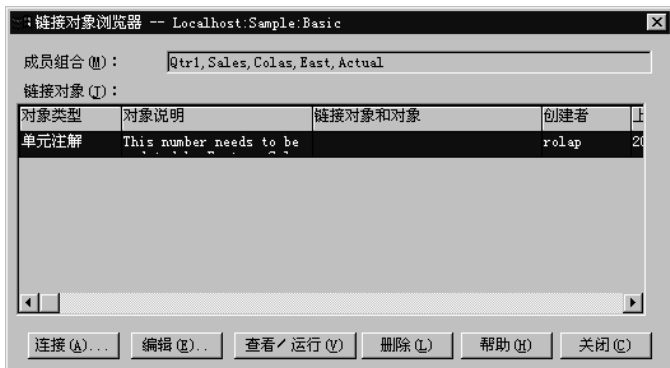 链接对象浏览器 -- Localhost:Sample:Basic
成员组合(M)： Qtr1,Sales,Colas,East,Actual
链接对象(T)：
对象类型 对象说明 链接对象和对象 创建者 上
单元注解 This number needs to be rolap 20
连接(A)... 编辑(E).. 查看/运行(V) 删除(L) 帮助(H) 关闭(C)